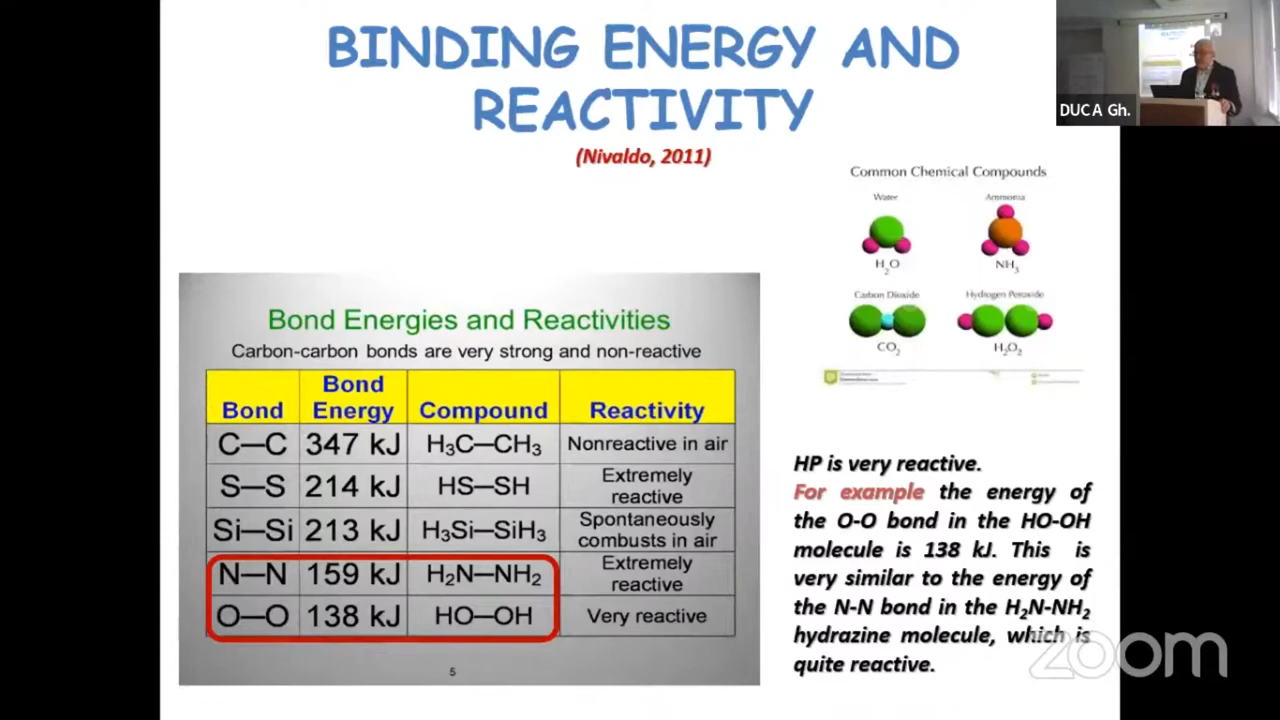 BINDING ENERGY AND
REACTIVITY
(Nivaldo, 2011)
DUCA Gh.
Common Chemical Compounds
Water
Ammonia
H2O
NH3
Carbon Dioxide
Hydrogen Peroxide
CO2
H2O2
Bond Energies and Reactivities
Carbon-carbon bonds are very strong and non-reactive
Bond
Bond Energy
Compound
Reactivity
C—C 347 kJ H3C—CH3 Nonreactive in air
S—S 214 kJ HS—SH Extremely reactive
Si—Si 213 kJ H3Si—SiH3 Spontaneously combusts in air
N—N 159 kJ H2N—NH2 Extremely reactive
O—O 138 kJ HO—OH Very reactive
5
HP is very reactive.
For example the energy of
the O-O bond in the HO-OH
molecule is 138 kJ. This is
very similar to the energy of
the N-N bond in the H2N-NH2
hydrazine molecule, which is
quite reactive.
zoom